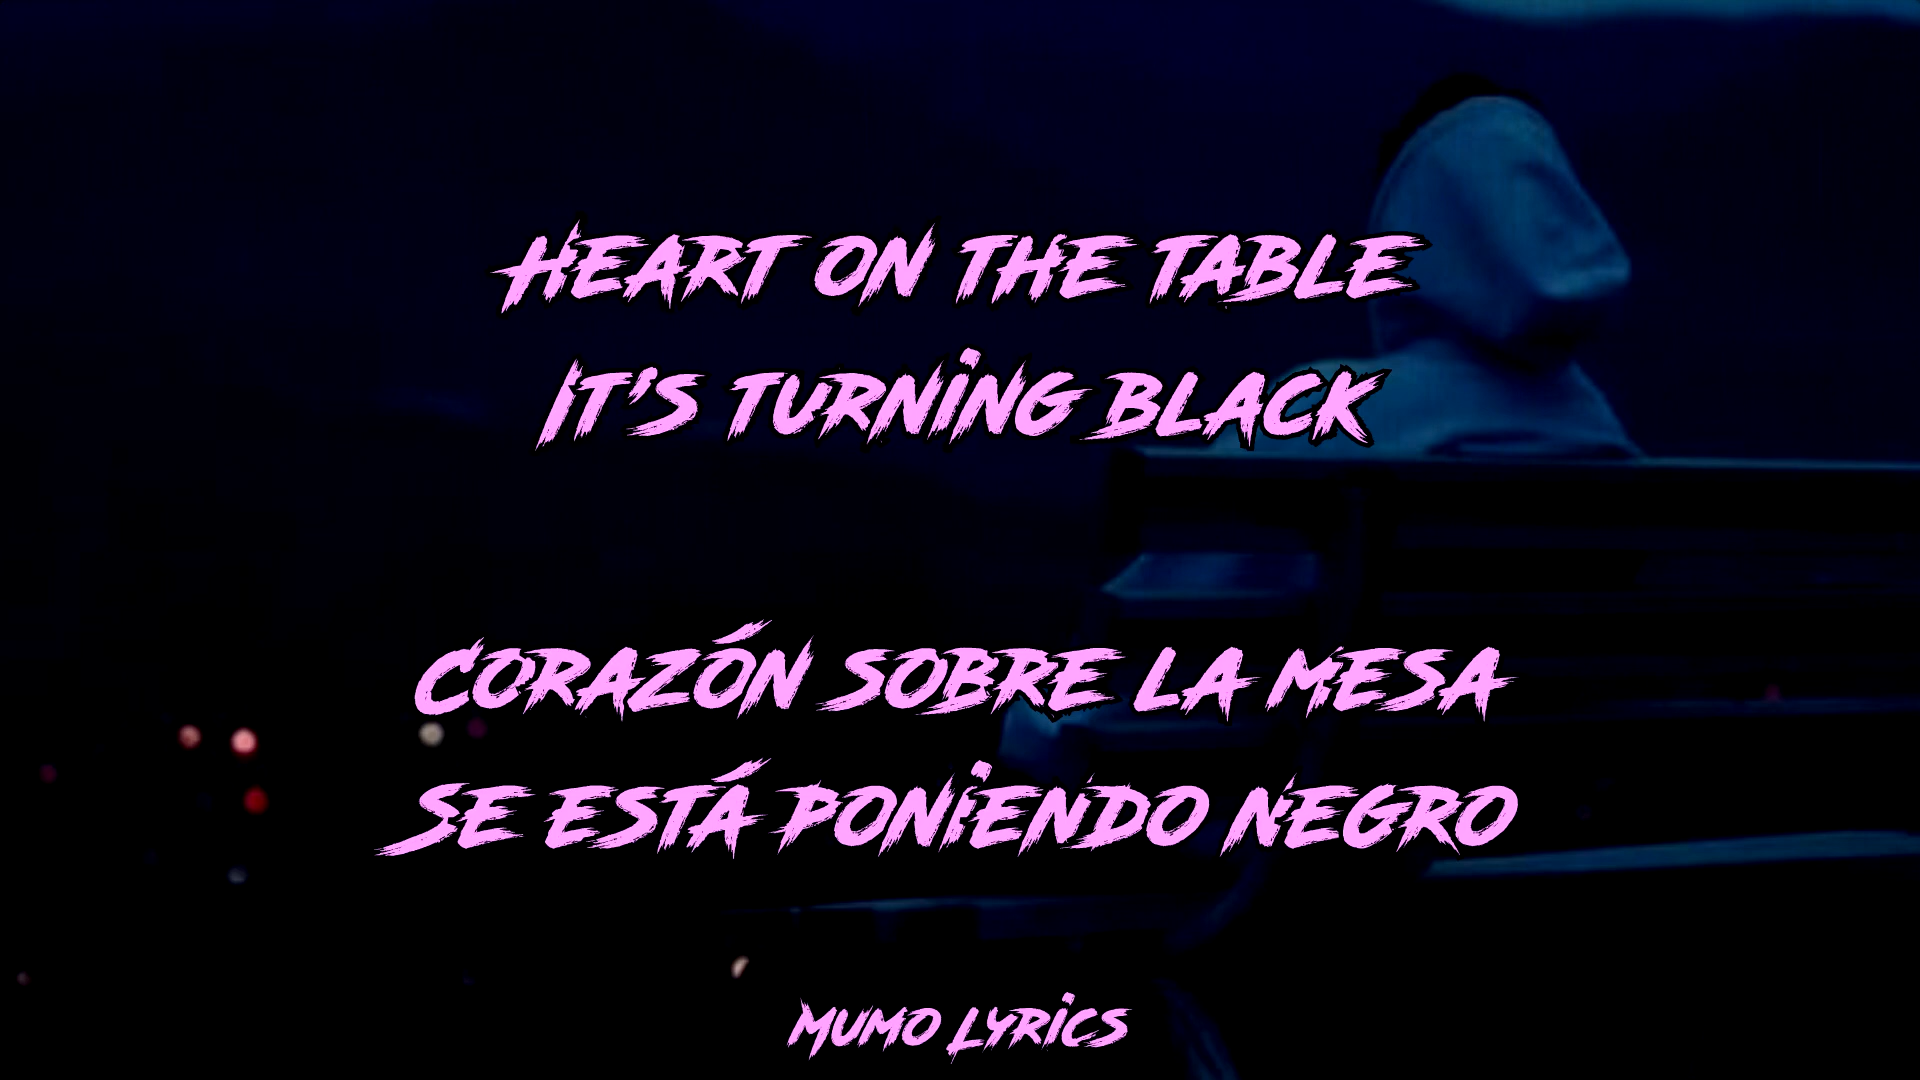 Heart on the table
It's turning black
Corazón sobre la mesa
Se está poniendo negro
Mumo Lyrics